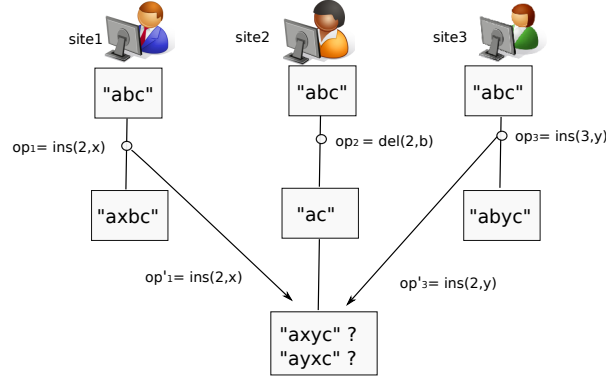 site1
site2
site3
"abc"
"abc"
"abc"
op₁= ins(2,x)
op₂ = del(2,b)
op₃= ins(3,y)
"axbc"
"ac"
"abyc"
op'₁= ins(2,x)
op'₃= ins(2,y)
"axyc" ?
"ayxc" ?